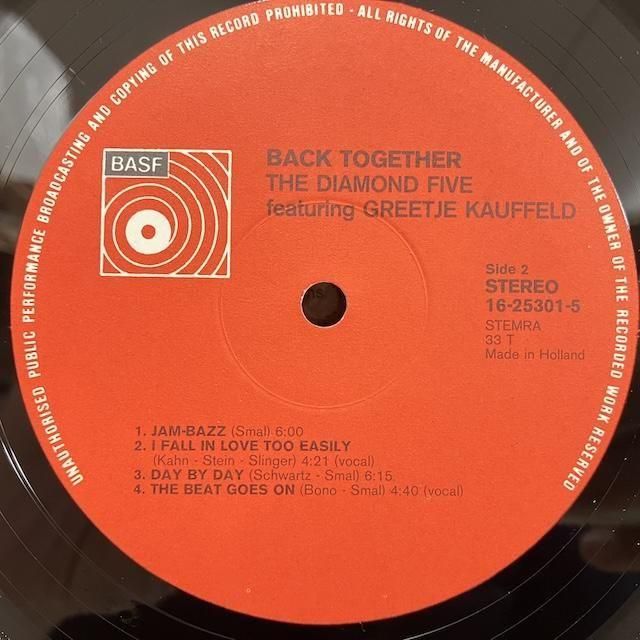 UNAUTHORISED PUBLIC PERFORMANCE BROADCASTING AND COPYING OF THIS RECORD PROHIBITED - ALL RIGHTS OF THE MANUFACTURER AND OF THE OWNER OF THE RECORDED WORK RESERVED
BASF
BACK TOGETHER
THE DIAMOND FIVE
featuring GREETJE KAUFFELD
Side 2
STEREO
16-25301-5
STEMRA
33 T
Made in Holland
1. JAM-BAZZ (Smal) 6:00
2. I FALL IN LOVE TOO EASILY
(Kahn - Stein - Slinger) 4:21 (vocal)
3. DAY BY DAY (Schwartz - Smal) 6:15
4. THE BEAT GOES ON (Bono - Smal) 4:40 (vocal)